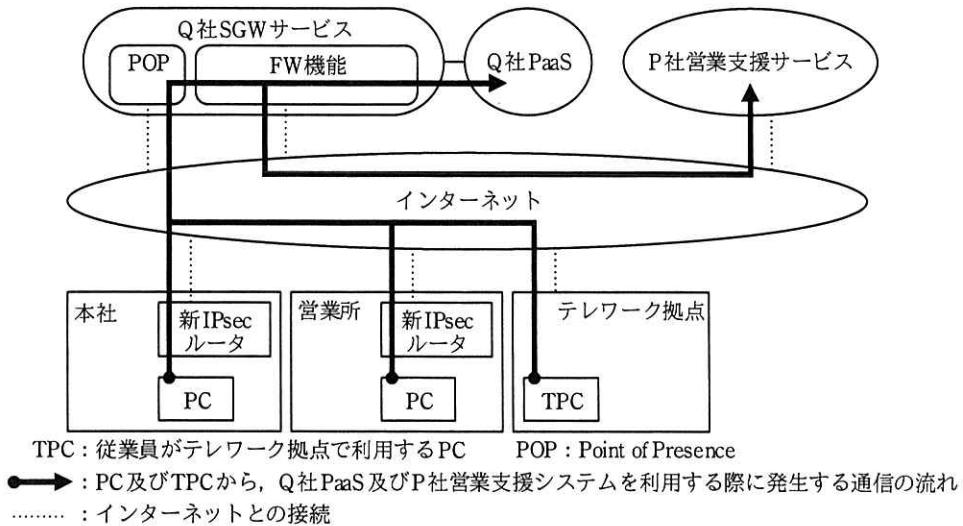 Q社SGWサービス
POP
FW機能
Q社PaaS
P社営業支援サービス
インターネット
本社
新IPsec
ルータ
PC
営業所
新IPsec
ルータ
PC
テレワーク拠点
TPC
TPC：従業員がテレワーク拠点で利用するPC POP：Point of Presence
：PC及びTPCから，Q社PaaS及びP社営業支援システムを利用する際に発生する通信の流れ
：インターネットとの接続